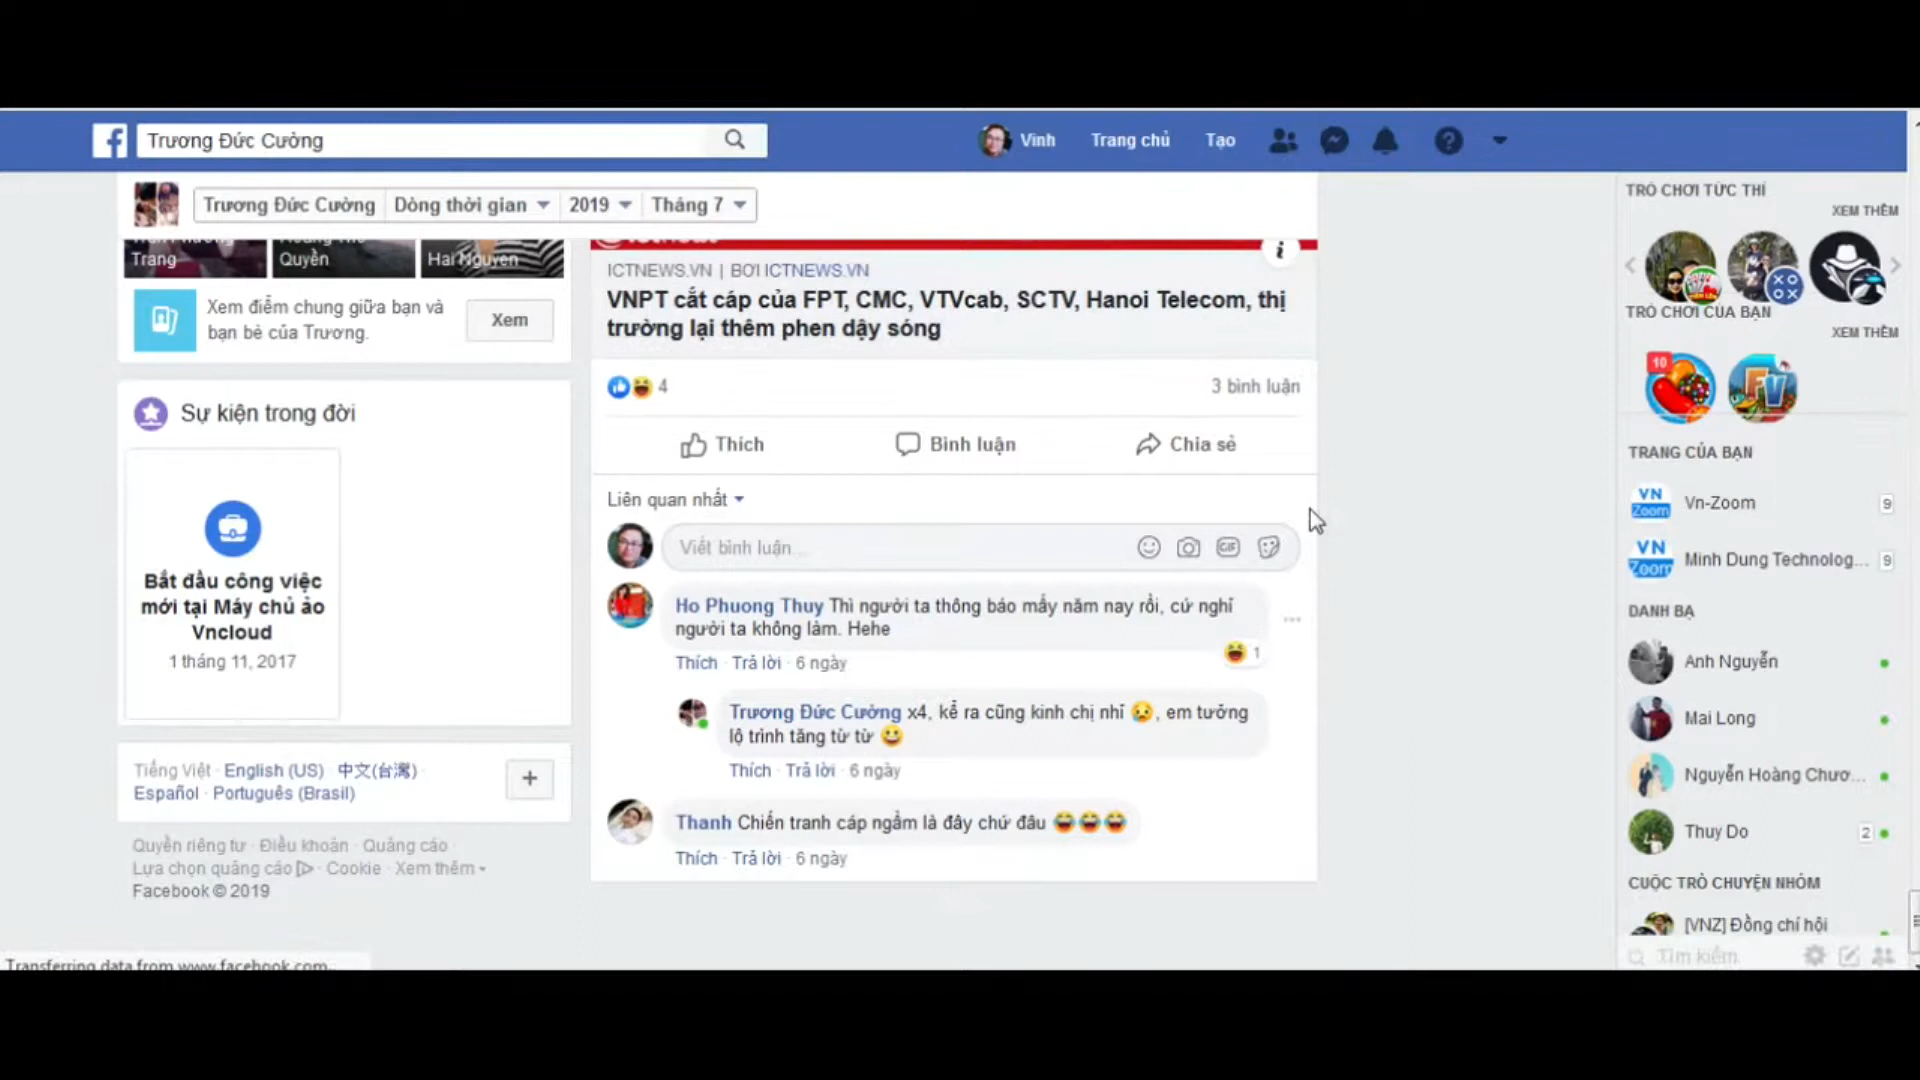 Trương Đức Cường
Vinh
Trang chủ
Tạo
Trương Đức Cường
Dòng thời gian
2019
Tháng 7
Trang
Quyền
Hai Nguyen
Xem điểm chung giữa bạn và
bạn bè của Trương.
Xem
Sự kiện trong đời
Bắt đầu công việc
mới tại Máy chủ ảo
Vncloud
1 tháng 11, 2017
Tiếng Việt · English (US) · 中文(台灣) ·
Español · Português (Brasil)
+
Quyền riêng tư · Điều khoản · Quảng cáo ·
Lựa chọn quảng cáo · Cookie · Xem thêm
Facebook © 2019
Transferring data from www.facebook.com...
ICTNEWS.VN | BỞI ICTNEWS.VN
i
VNPT cắt cáp của FPT, CMC, VTVcab, SCTV, Hanoi Telecom, thị
trường lại thêm phen dậy sóng
4
3 bình luận
Thích
Bình luận
Chia sẻ
Liên quan nhất
Viết bình luận...
GIF
Ho Phuong Thuy Thì người ta thông báo mấy năm nay rồi, cứ nghĩ
người ta không làm. Hehe
1
Thích · Trả lời · 6 ngày
Trương Đức Cường x4, kể ra cũng kinh chị nhỉ 😢, em tưởng
lộ trình tăng từ từ 😀
Thích · Trả lời · 6 ngày
Thanh Chiến tranh cáp ngầm là đây chứ đâu 😂😂😂
Thích · Trả lời · 6 ngày
TRÒ CHƠI TỨC THÌ
XEM THÊM
TRÒ CHƠI CỦA BẠN
XEM THÊM
10
FV
TRANG CỦA BẠN
VN
Zoom
Vn-Zoom
9
VN
Zoom
Minh Dung Technolog...
9
DANH BẠ
Anh Nguyễn
Mai Long
Nguyễn Hoàng Chươ...
Thuy Do
2
CUỘC TRÒ CHUYỆN NHÓM
[VNZ] Đồng chí hội
Tìm kiếm